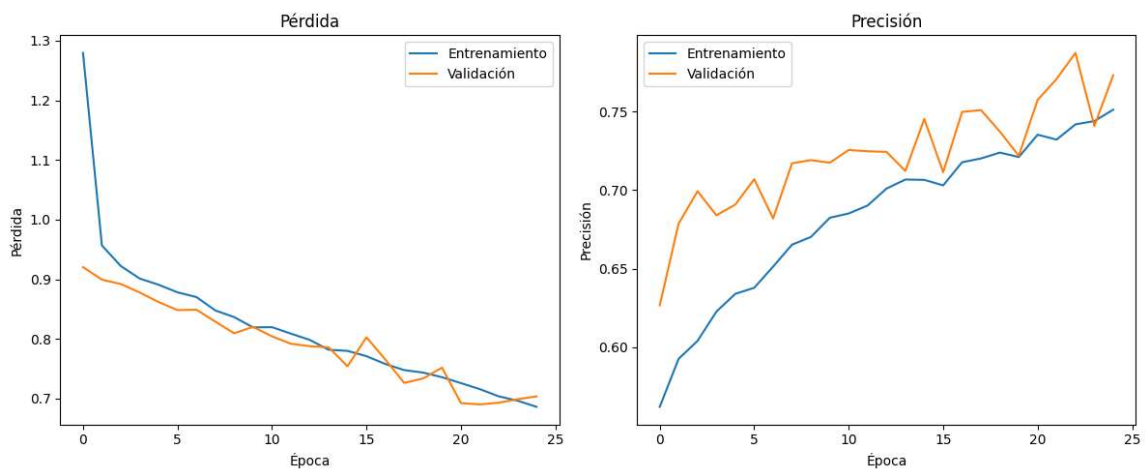 Pérdida
1.3
1.2
1.1
1.0
0.9
0.8
0.7
Pérdida
0
5
10
15
20
25
Época
Entrenamiento
Validación
Precisión
0.75
0.70
0.65
0.60
Precisión
0
5
10
15
20
25
Época
Entrenamiento
Validación